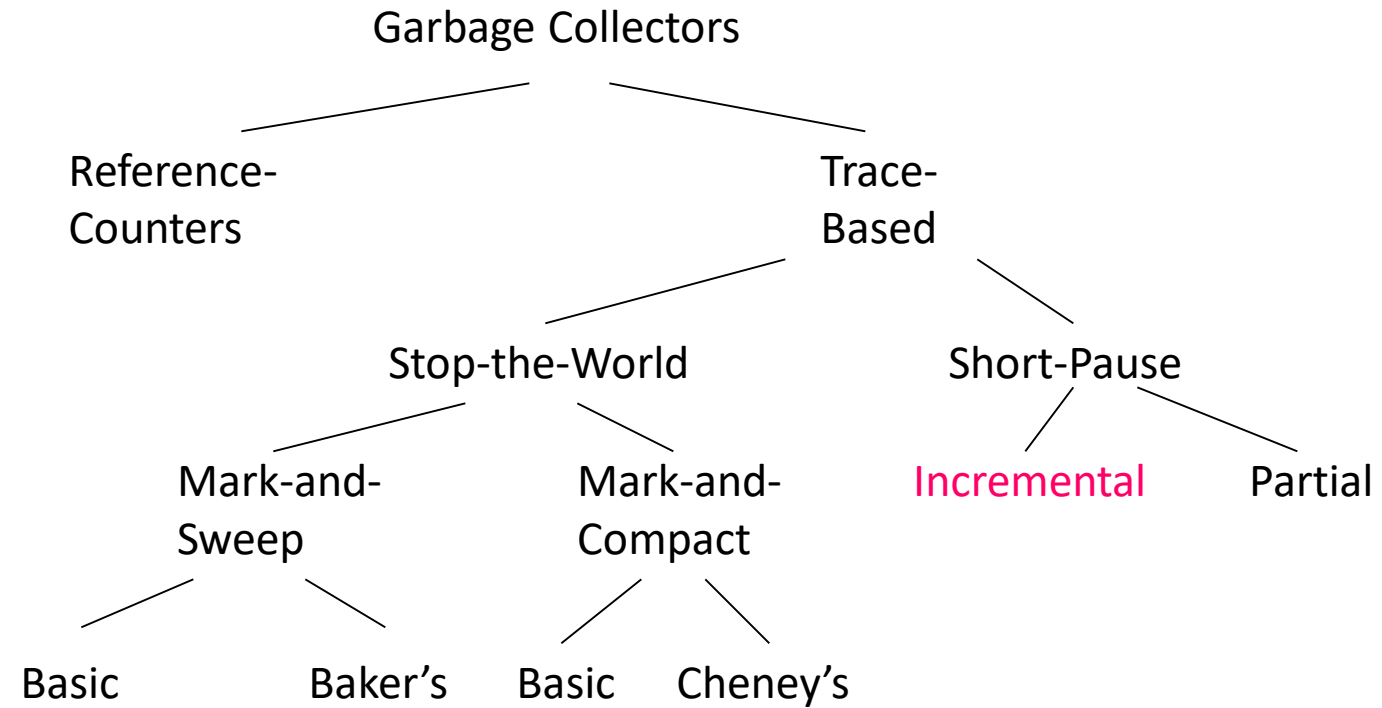 Garbage Collectors
Reference-
Counters
Trace-
Based
Stop-the-World
Short-Pause
Mark-and-
Sweep
Mark-and-
Compact
Incremental
Partial
Basic
Baker’s
Basic
Cheney’s